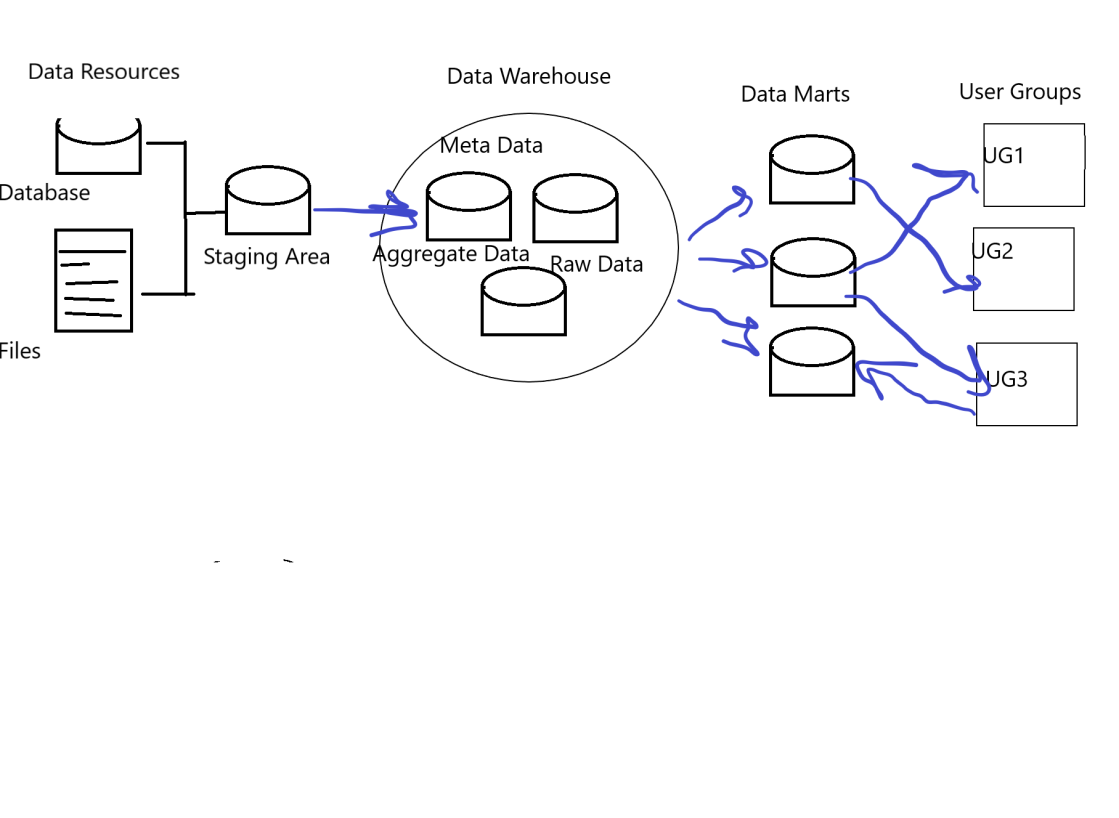 Data Resources
Data Warehouse
Data Marts
User Groups
Meta Data
UG1
Database
Staging Area
Aggregate Data
Raw Data
UG2
Files
UG3